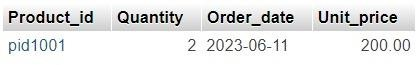 Product_id Quantity Order_date Unit_price
pid1001 2 2023-06-11 200.00